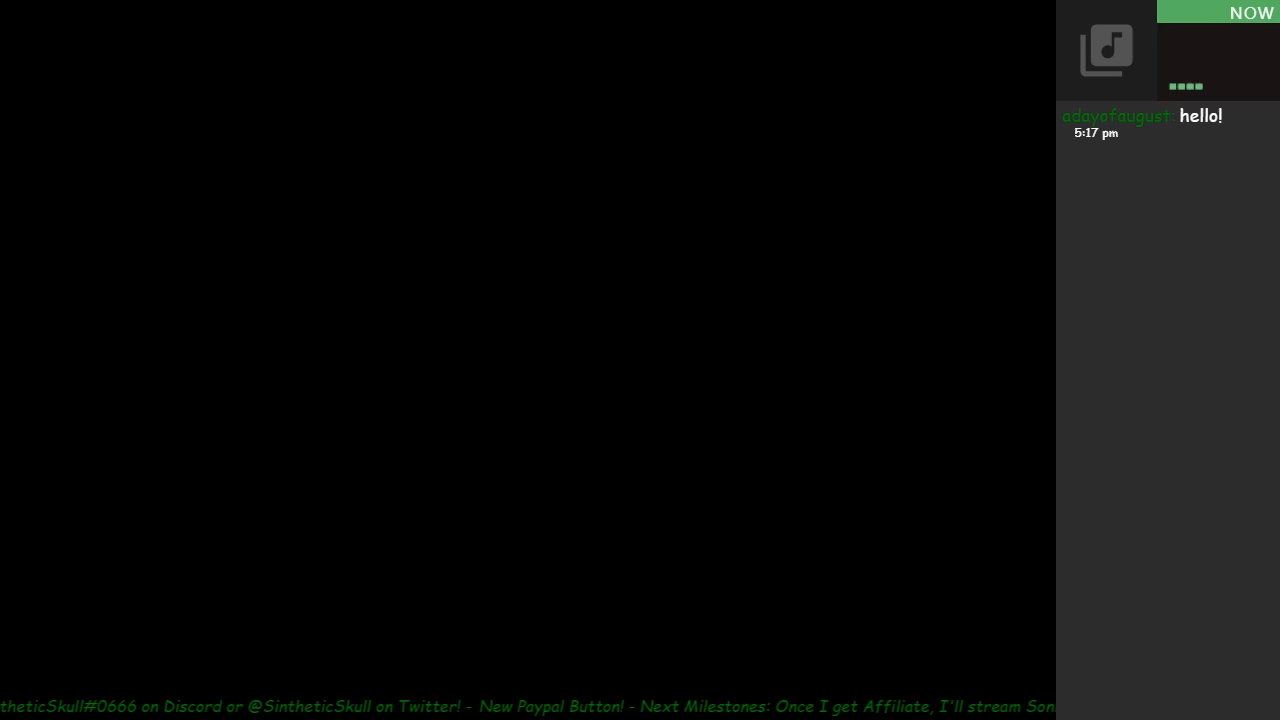 NOW
adayofaugust: hello!
5:17 pm
theticSkull#0666 on Discord or @SintheticSkull on Twitter! - New Paypal Button! - Next Milestones: Once I get Affiliate, I'll stream Son